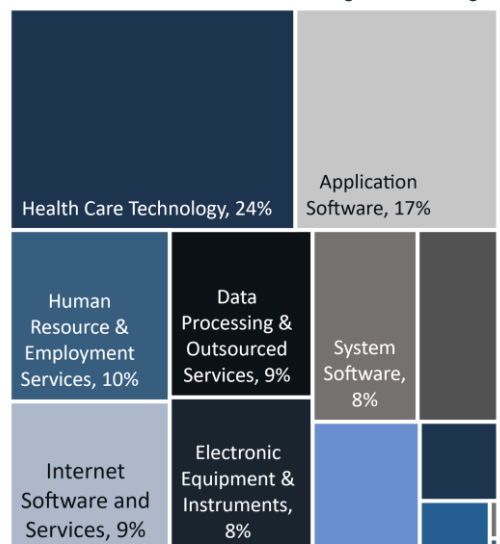 Health Care Technology, 24%
Application
Software, 17%
Human
Resource &
Employment
Services, 10%
Data
Processing &
Outsourced
Services, 9%
System
Software,
8%
Internet
Software and
Services, 9%
Electronic
Equipment &
Instruments,
8%